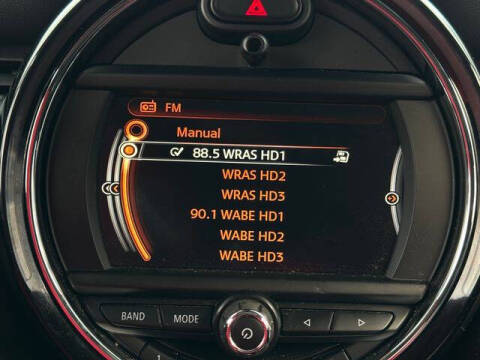 FM
Manual
88.5 WRAS HD1
WRAS HD2
WRAS HD3
90.1 WABE HD1
WABE HD2
WABE HD3
BAND MODE
1